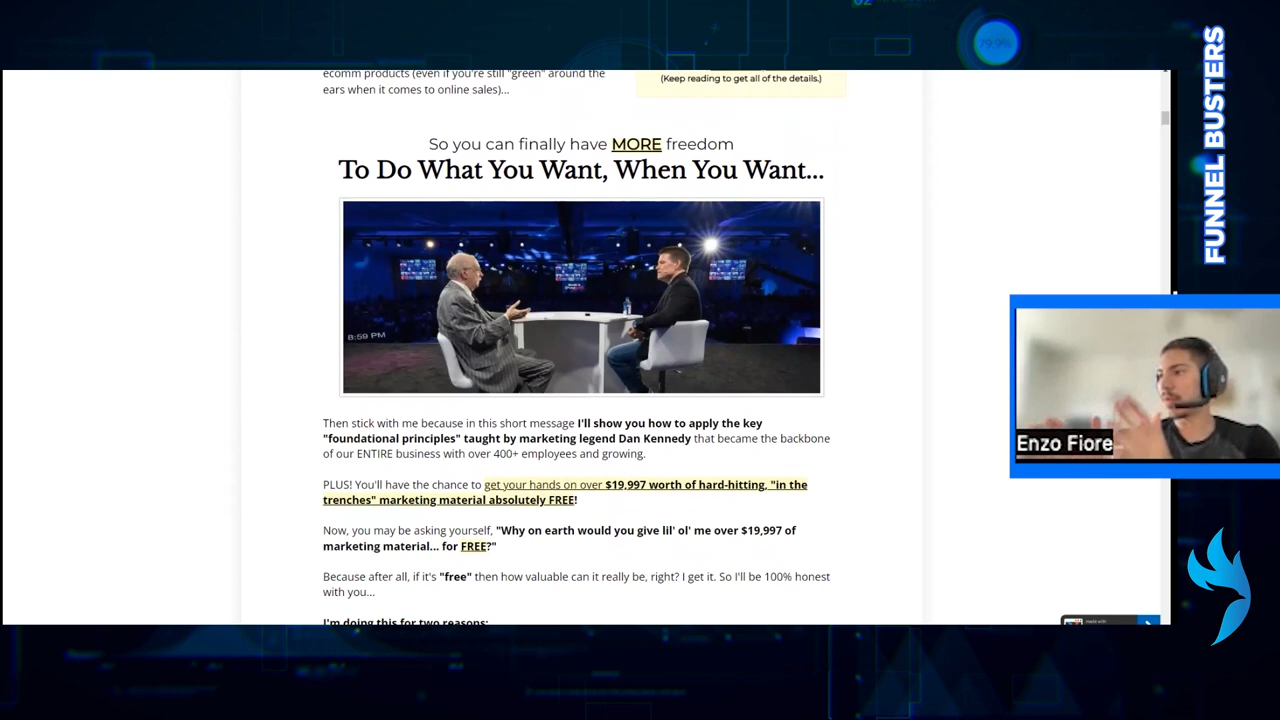 79.9%
FUNNEL BUSTERS
ecomm products (even if you're still "green" around the
ears when it comes to online sales)...
(Keep reading to get all of the details.)
So you can finally have MORE freedom
To Do What You Want, When You Want...
8:59 PM
Then stick with me because in this short message I'll show you how to apply the key
"foundational principles" taught by marketing legend Dan Kennedy that became the backbone
of our ENTIRE business with over 400+ employees and growing.
PLUS! You'll have the chance to get your hands on over $19,997 worth of hard-hitting, "in the
trenches" marketing material absolutely FREE!
Now, you may be asking yourself, "Why on earth would you give lil' ol' me over $19,997 of
marketing material... for FREE?"
Because after all, if it's "free" then how valuable can it really be, right? I get it. So I'll be 100% honest
with you...
I'm doing this for two reasons:
Enzo Fiore